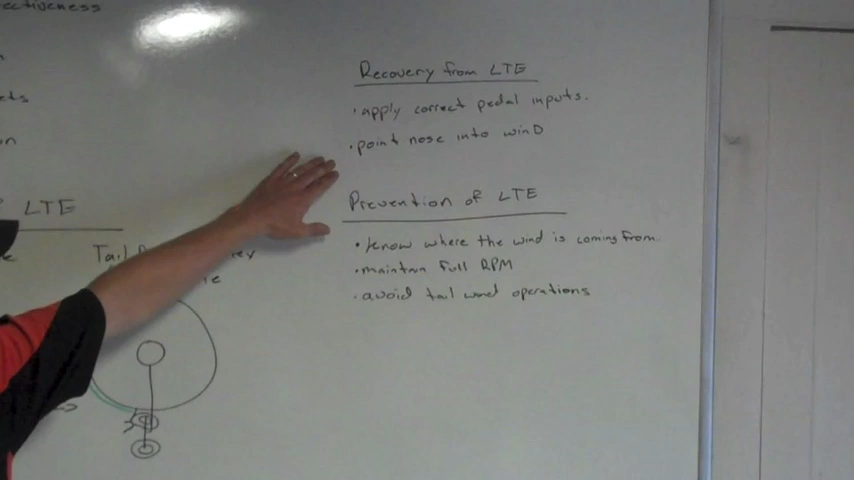 ectiveness
ets
on
LTE
Tail
Recovery from LTE
• apply correct pedal inputs.
• point nose into winD
Prevention of LTE
• know where the wind is coming from
• maintain full RPM
• avoid tail wind operations